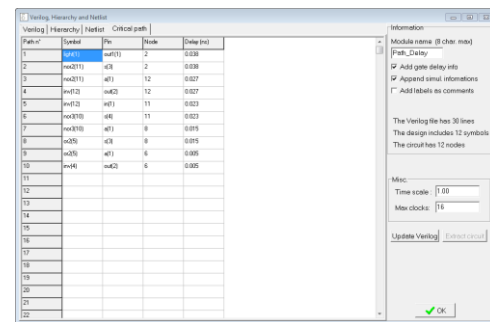 Verilog, Hierarchy and Netlist
Verilog Hierarchy Netlist Critical path
Path n° Symbol Pin Node Delay (ns)
1 light(1) out1(1) 2 0.038
2 nor2(11) s(3) 2 0.038
3 nor2(11) a(1) 12 0.027
4 inv(12) out(2) 12 0.027
5 inv(12) in(1) 11 0.023
6 nor3(10) s(4) 11 0.023
7 nor3(10) a(1) 8 0.015
8 or2(5) s(3) 8 0.015
9 or2(5) a(1) 6 0.005
10 inv(4) out(2) 6 0.005
11
12
13
14
15
16
17
18
19
20
21
22
Information
Module name (8 char. max)
Path_Delay
Add gate delay info
Append simul. informations
Add labels as comments
The Verilog file has 30 lines
The design includes 12 symbols
The circuit has 12 nodes
Misc.
Time scale : 1.00
Max clocks: 16
Update Verilog Extract circuit
OK